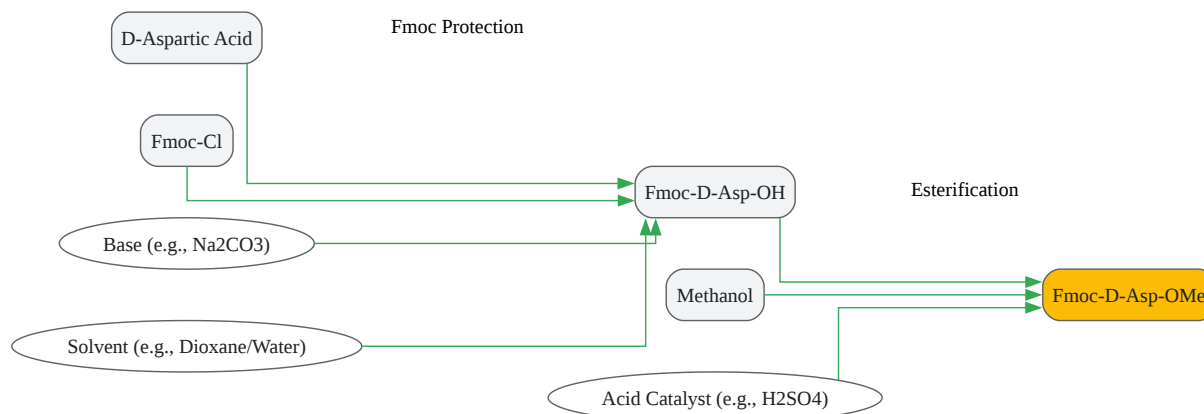 Fmoc Protection
D-Aspartic Acid
Fmoc-Cl
Fmoc-D-Asp-OH
Esterification
Base (e.g., Na2CO3)
Methanol
Fmoc-D-Asp-OMe
Solvent (e.g., Dioxane/Water)
Acid Catalyst (e.g., H2SO4)